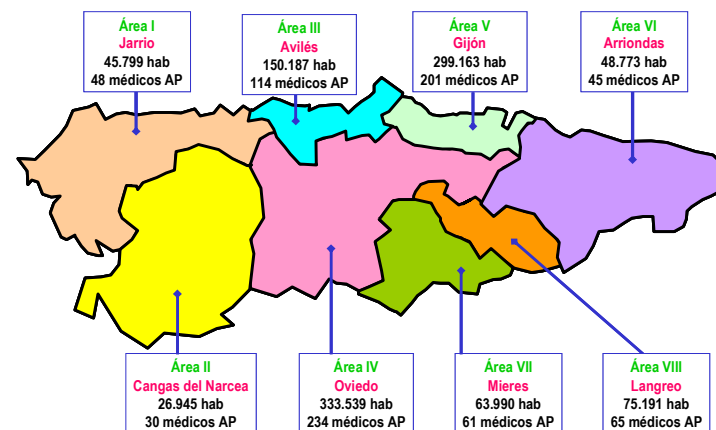 Área I
Jarrio
45.799 hab
48 médicos AP
Área III
Avilés
150.187 hab
114 médicos AP
Área V
Gijón
299.163 hab
201 médicos AP
Área VI
Arriondas
48.773 hab
45 médicos AP
Área II
Cangas del Narcea
26.945 hab
30 médicos AP
Área IV
Oviedo
333.539 hab
234 médicos AP
Área VII
Mieres
63.990 hab
61 médicos AP
Área VIII
Langreo
75.191 hab
65 médicos AP